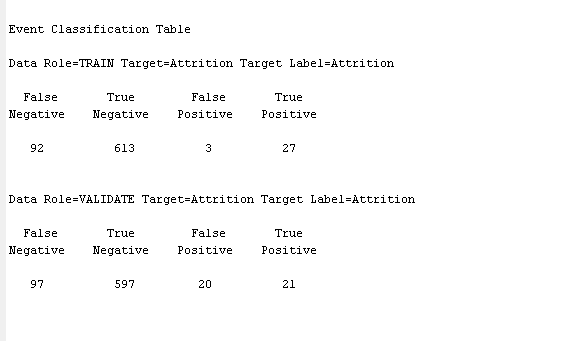 Event Classification Table
Data Role=TRAIN Target=Attrition Target Label=Attrition
False True False True
Negative Negative Positive Positive
92 613 3 27
Data Role=VALIDATE Target=Attrition Target Label=Attrition
False True False True
Negative Negative Positive Positive
97 597 20 21